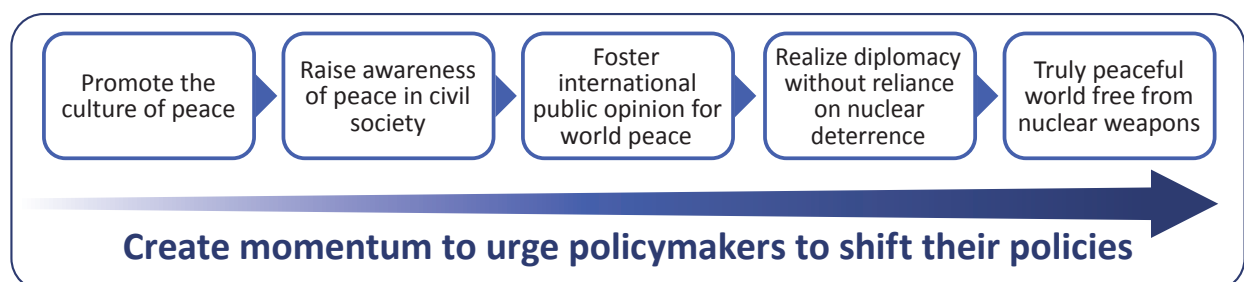 Promote the
culture of peace
Raise awareness
of peace in civil
society
Foster
international
public opinion for
world peace
Realize diplomacy
without reliance
on nuclear
deterrence
Truly peaceful
world free from
nuclear weapons
Create momentum to urge policymakers to shift their policies